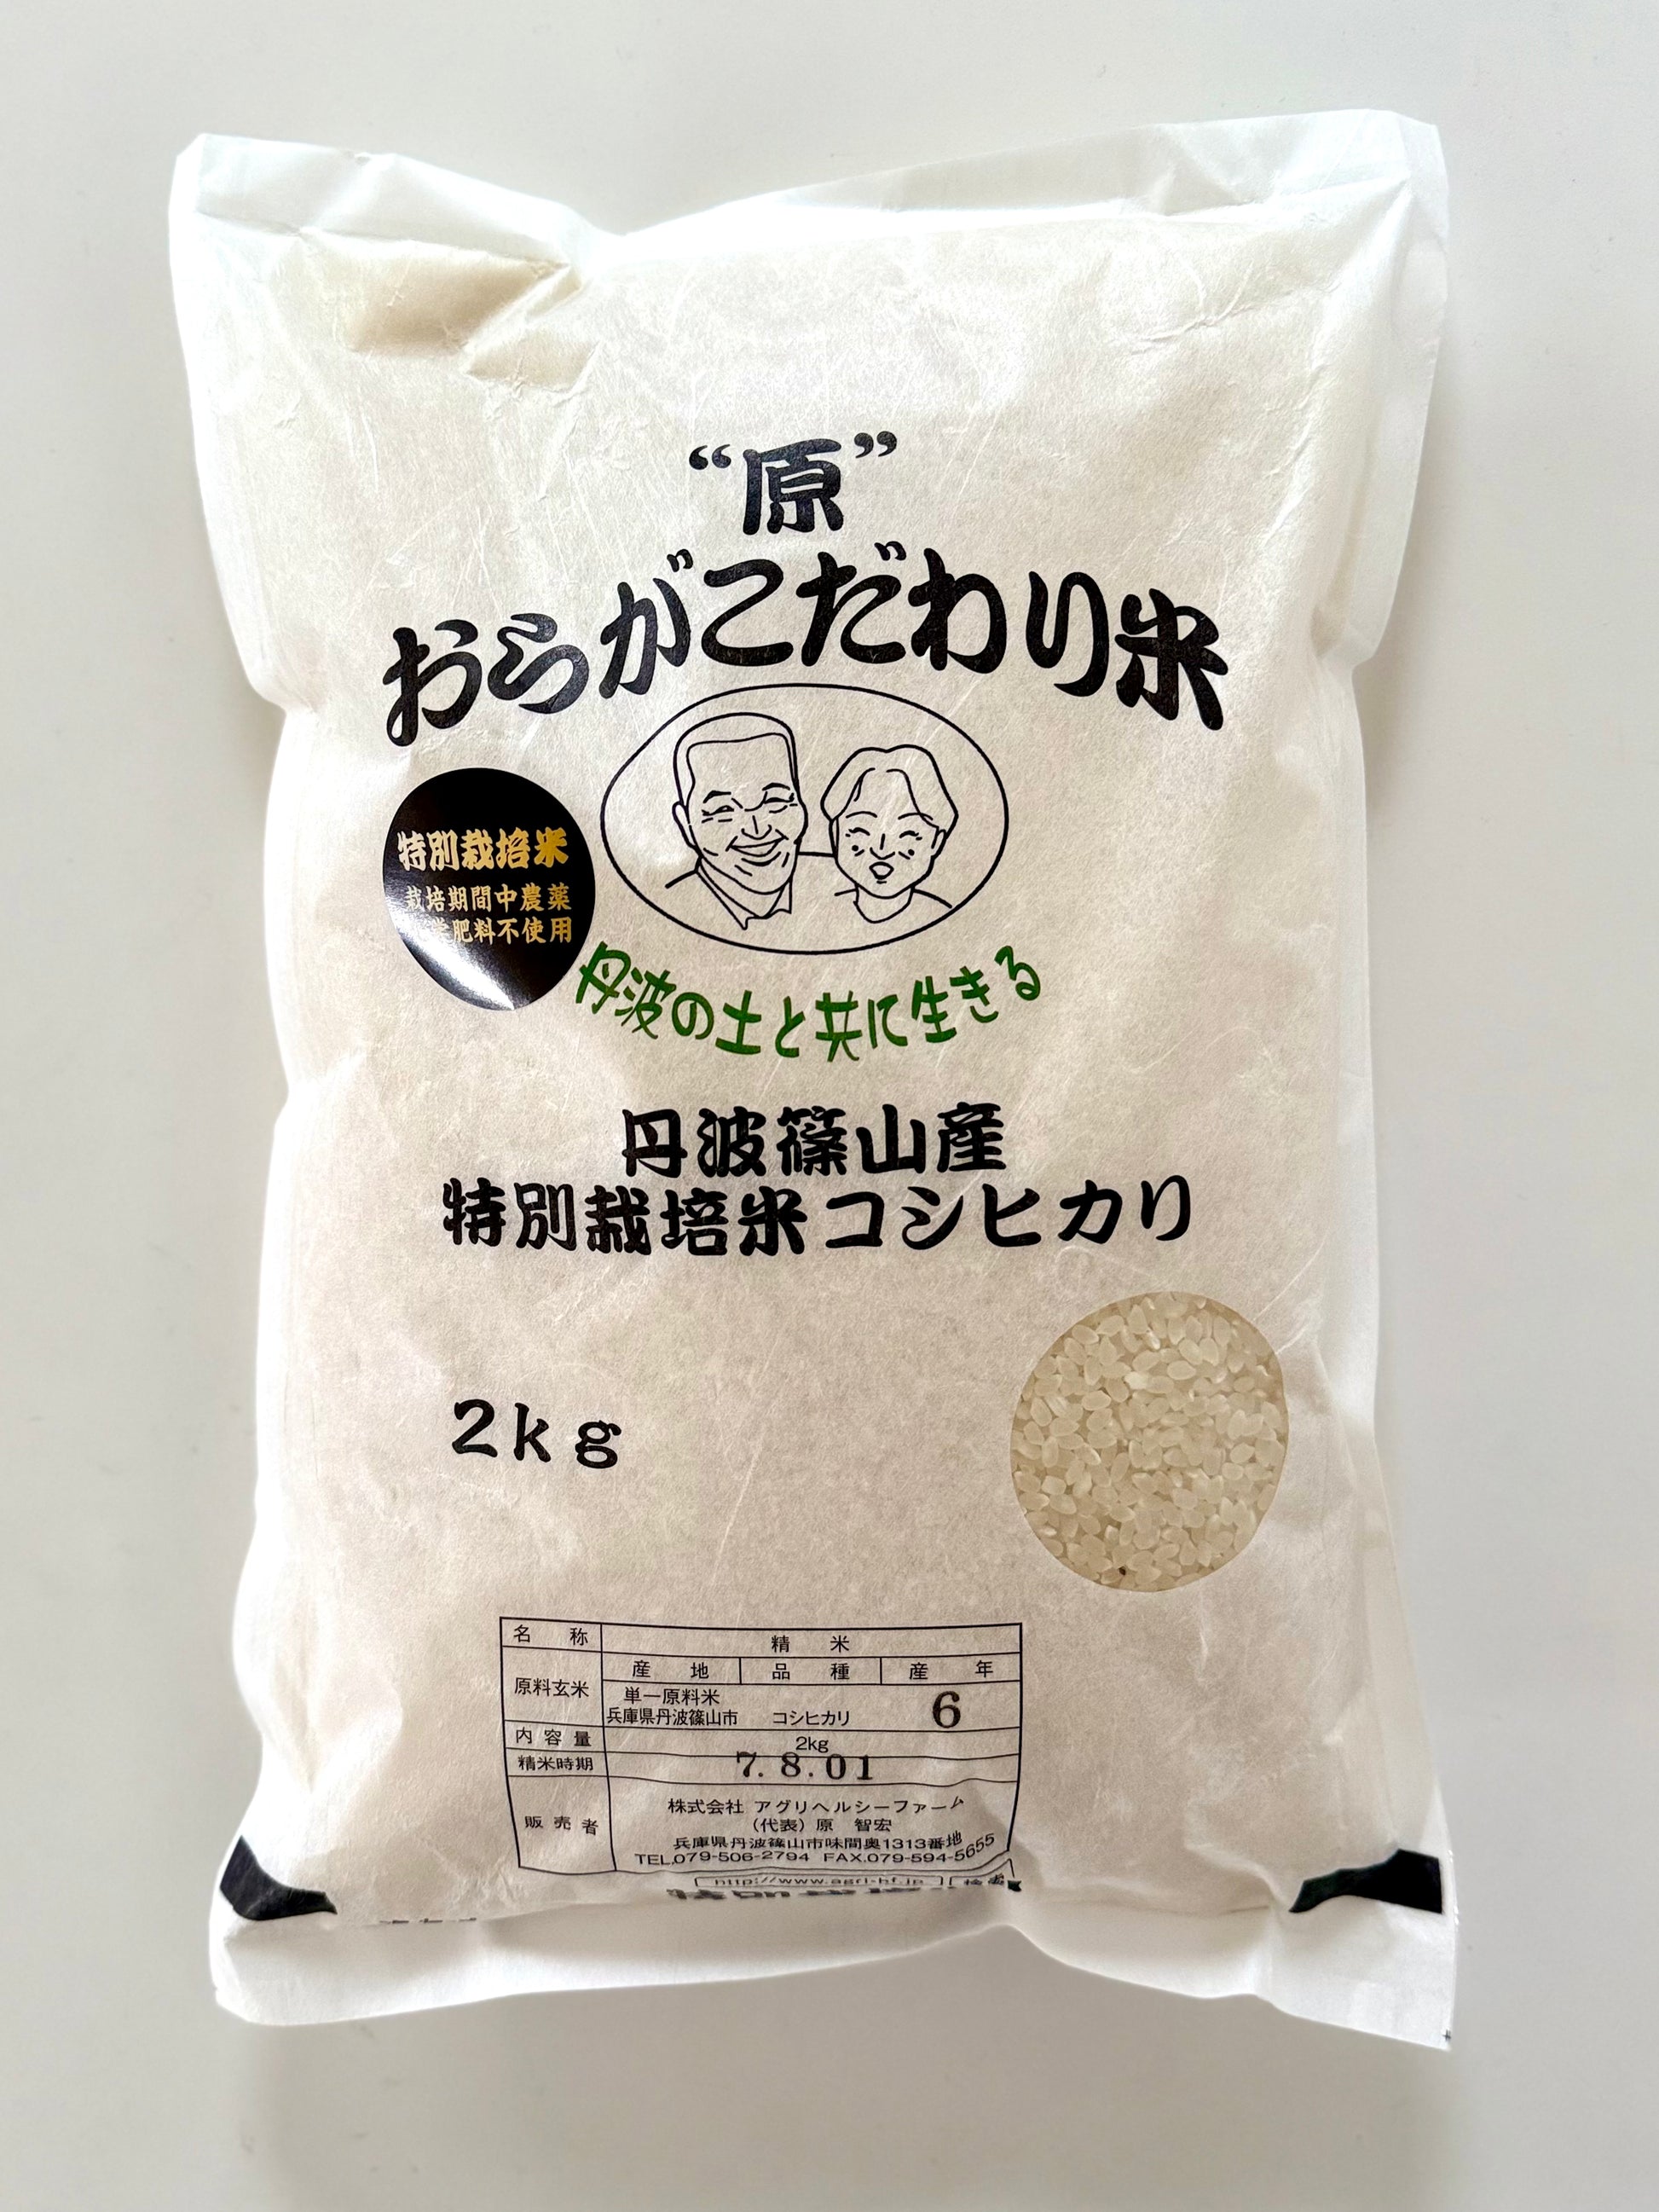 “原”
おらがこだわり米
特別栽培米
栽培期間中農薬
肥料不使用
丹波の土と共に生きる
丹波篠山産
特別栽培米コシヒカリ
2kg
名称 精米
原料玄米 産地 品種 産年
単一原料米
兵庫県丹波篠山市 コシヒカリ 6
内容量 2kg
精米時期 7.8.01
販売者 株式会社 アグリヘルシーファーム
(代表)原 智宏
兵庫県丹波篠山市味間奥1313番地
TEL.079-506-2794 FAX.079-594-5655
http://www.agri-hf.jp 検索